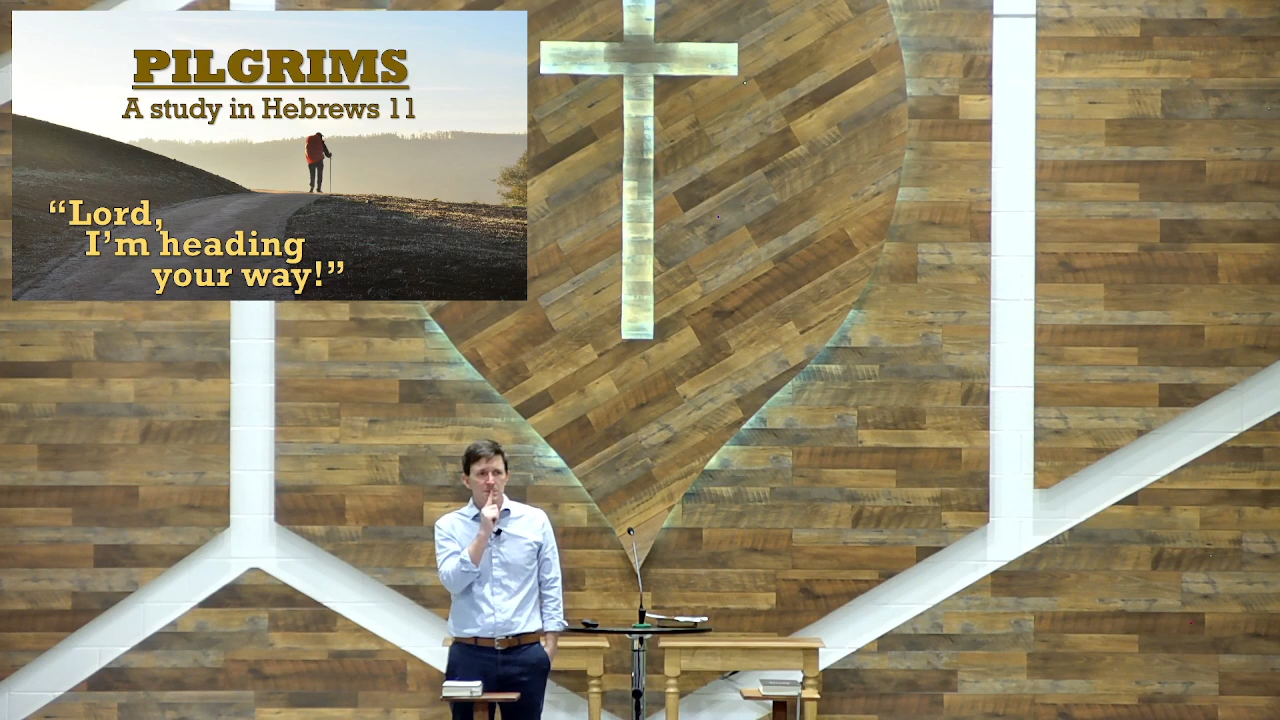 PILGRIMS
A study in Hebrews 11
“Lord,
I’m heading
your way!”